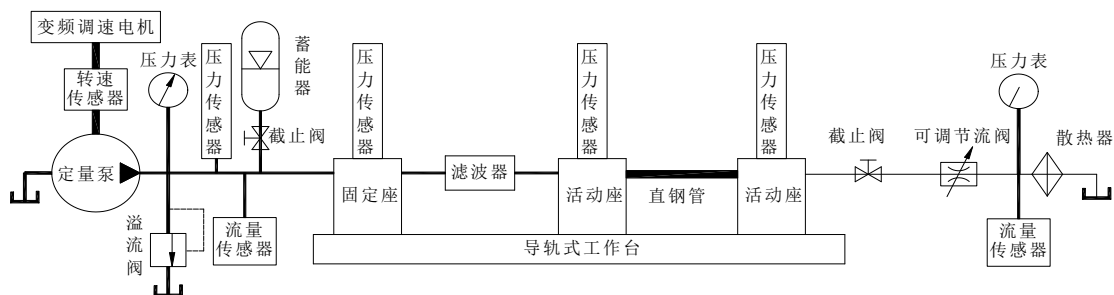 变频调速电机
转速
传感器
定量泵
压力表
溢流阀
压力传感器
蓄能器
截止阀
流量
传感器
压力传感器
固定座
滤波器
压力传感器
活动座
直钢管
压力传感器
活动座
导轨式工作台
截止阀
可调节流阀
压力表
散热器
流量
传感器